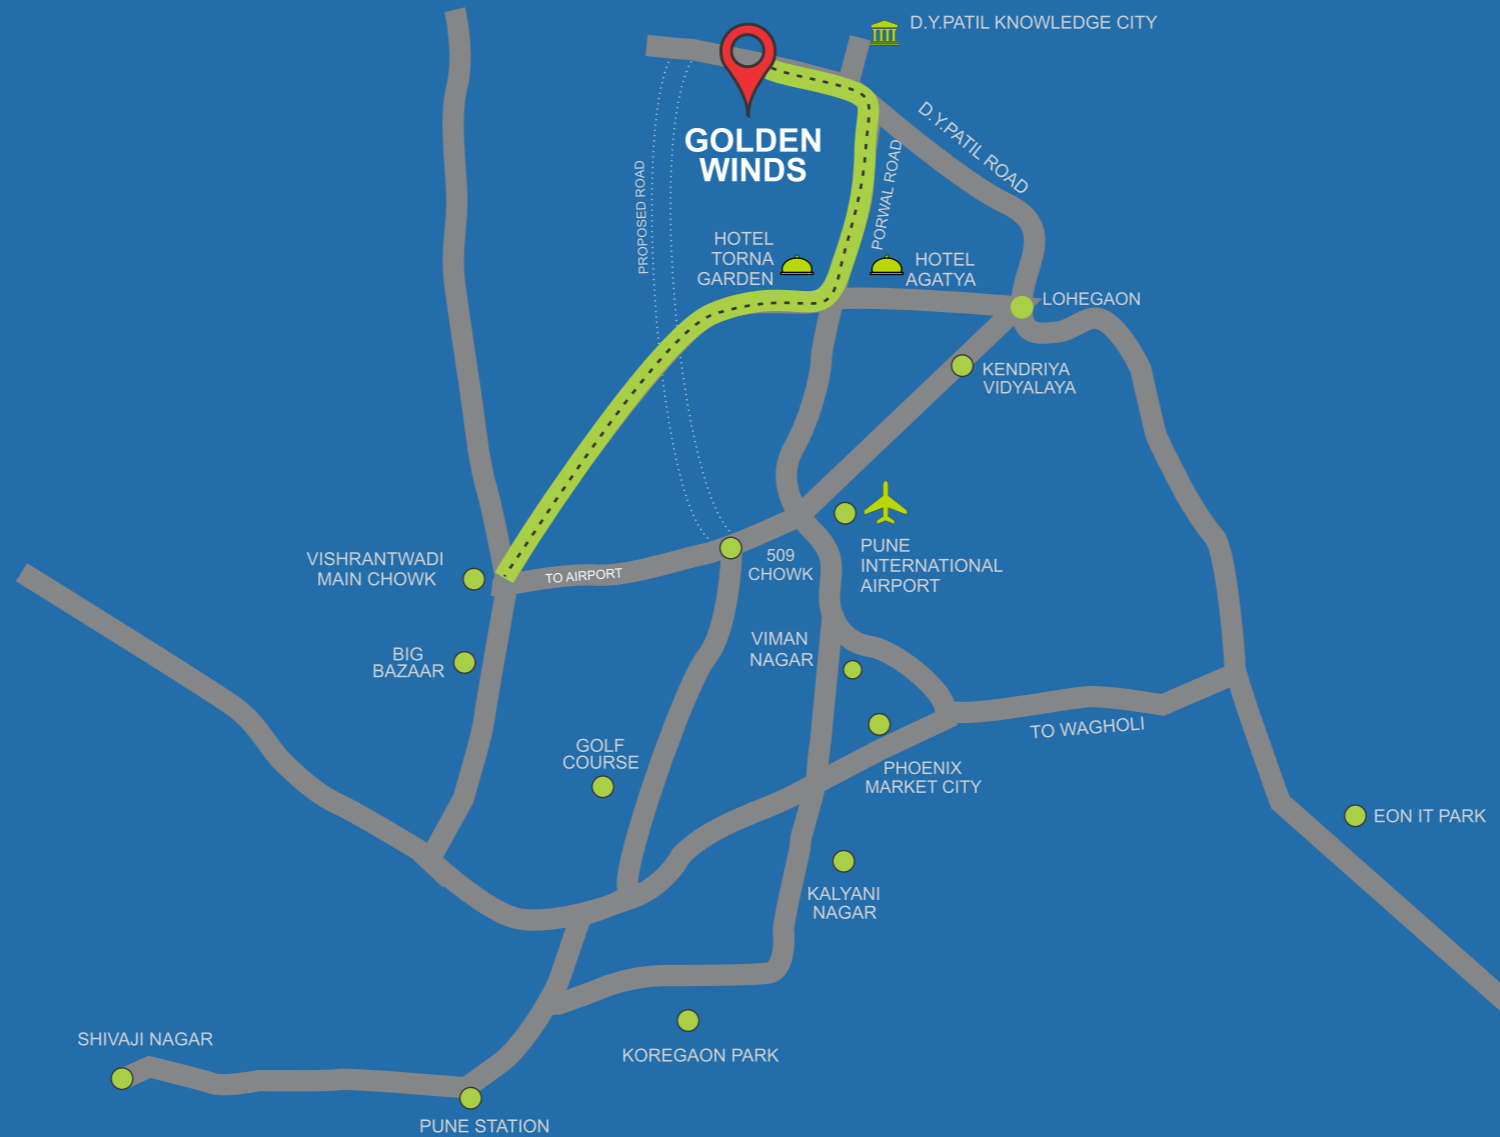 D.Y.PATIL KNOWLEDGE CITY
GOLDEN
WINDS
D.Y.PATIL ROAD
PORWAL ROAD
PROPOSED ROAD
HOTEL
TORNA
GARDEN
HOTEL
AGATYA
LOHEGAON
KENDRIYA
VIDYALAYA
VISHRANTWADI
MAIN CHOWK
TO AIRPORT
509
CHOWK
PUNE
INTERNATIONAL
AIRPORT
BIG
BAZAAR
VIMAN
NAGAR
TO WAGHOLI
GOLF
COURSE
PHOENIX
MARKET CITY
EON IT PARK
KALYANI
NAGAR
SHIVAJI NAGAR
KOREGAON PARK
PUNE STATION